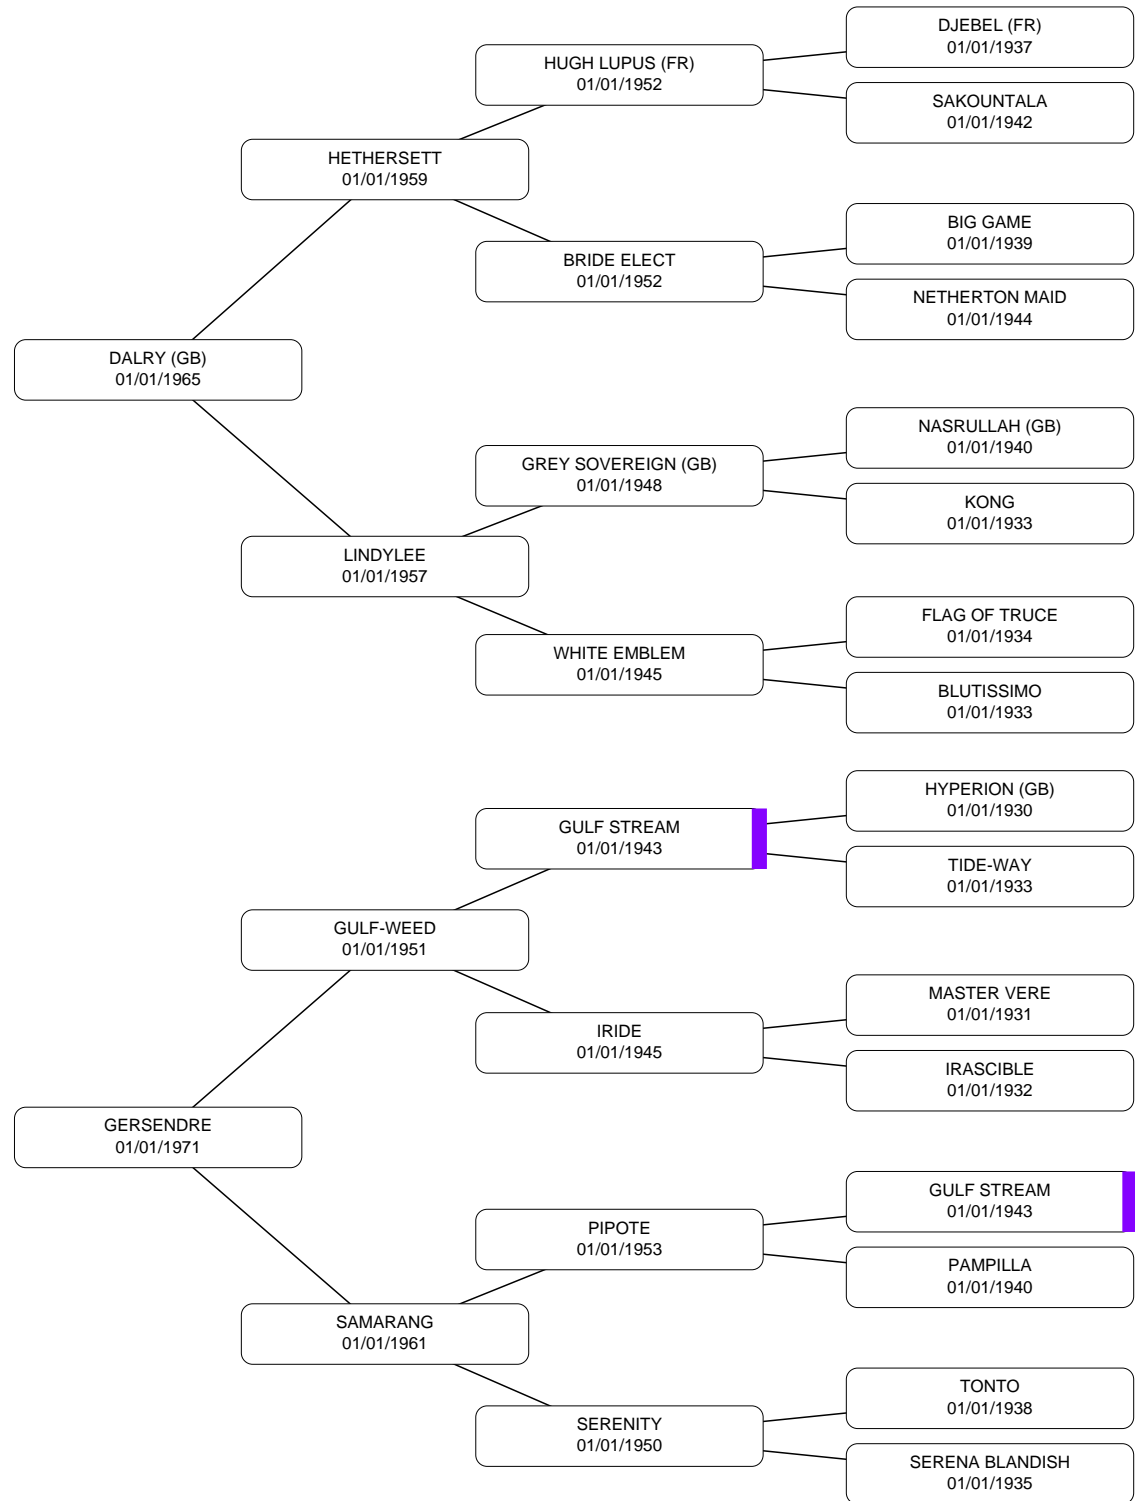 DJEBEL (FR)
01/01/1937
HUGH LUPUS (FR)
01/01/1952
SAKOUNTALA
01/01/1942
HETHERSETT
01/01/1959
BIG GAME
01/01/1939
BRIDE ELECT
01/01/1952
NETHERTON MAID
01/01/1944
DALRY (GB)
01/01/1965
NASRULLAH (GB)
01/01/1940
GREY SOVEREIGN (GB)
01/01/1948
KONG
01/01/1933
LINDYLEE
01/01/1957
FLAG OF TRUCE
01/01/1934
WHITE EMBLEM
01/01/1945
BLUTISSIMO
01/01/1933
HYPERION (GB)
01/01/1930
GULF STREAM
01/01/1943
TIDE-WAY
01/01/1933
GULF-WEED
01/01/1951
MASTER VERE
01/01/1931
IRIDE
01/01/1945
IRASCIBLE
01/01/1932
GERSENDRE
01/01/1971
GULF STREAM
01/01/1943
PIPOTE
01/01/1953
PAMPILLA
01/01/1940
SAMARANG
01/01/1961
TONTO
01/01/1938
SERENITY
01/01/1950
SERENA BLANDISH
01/01/1935